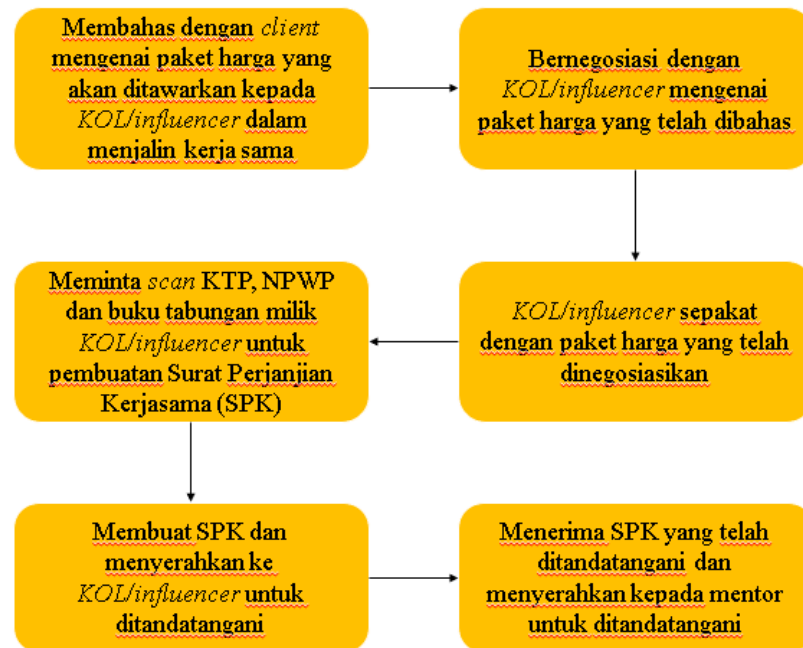 Membahas dengan client
mengenai paket harga yang
akan ditawarkan kepada
KOL/influencer dalam
menjalin kerja sama
Bernegosiasi dengan
KOL/influencer mengenai
paket harga yang telah dibahas
KOL/influencer sepakat
dengan paket harga yang telah
dinegosiasikan
Meminta scan KTP, NPWP
dan buku tabungan milik
KOL/influencer untuk
pembuatan Surat Perjanjian
Kerjasama (SPK)
Membuat SPK dan
menyerahkan ke
KOL/influencer untuk
ditandatangani
Menerima SPK yang telah
ditandatangani dan
menyerahkan kepada mentor
untuk ditandatangani